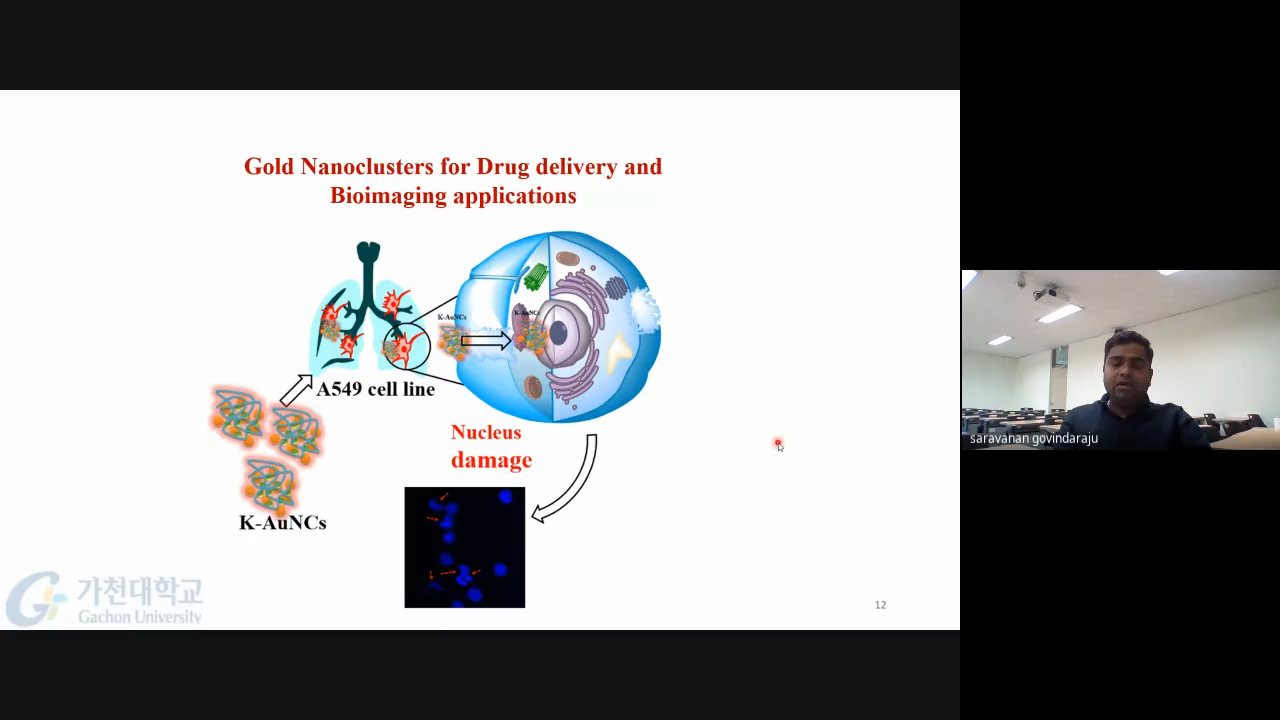 Gold Nanoclusters for Drug delivery and
Bioimaging applications
K-AuNCs
K-AuNCs
A549 cell line
Nucleus
damage
K-AuNCs
가천대학교
Gachon University
12
saravanan govindaraju